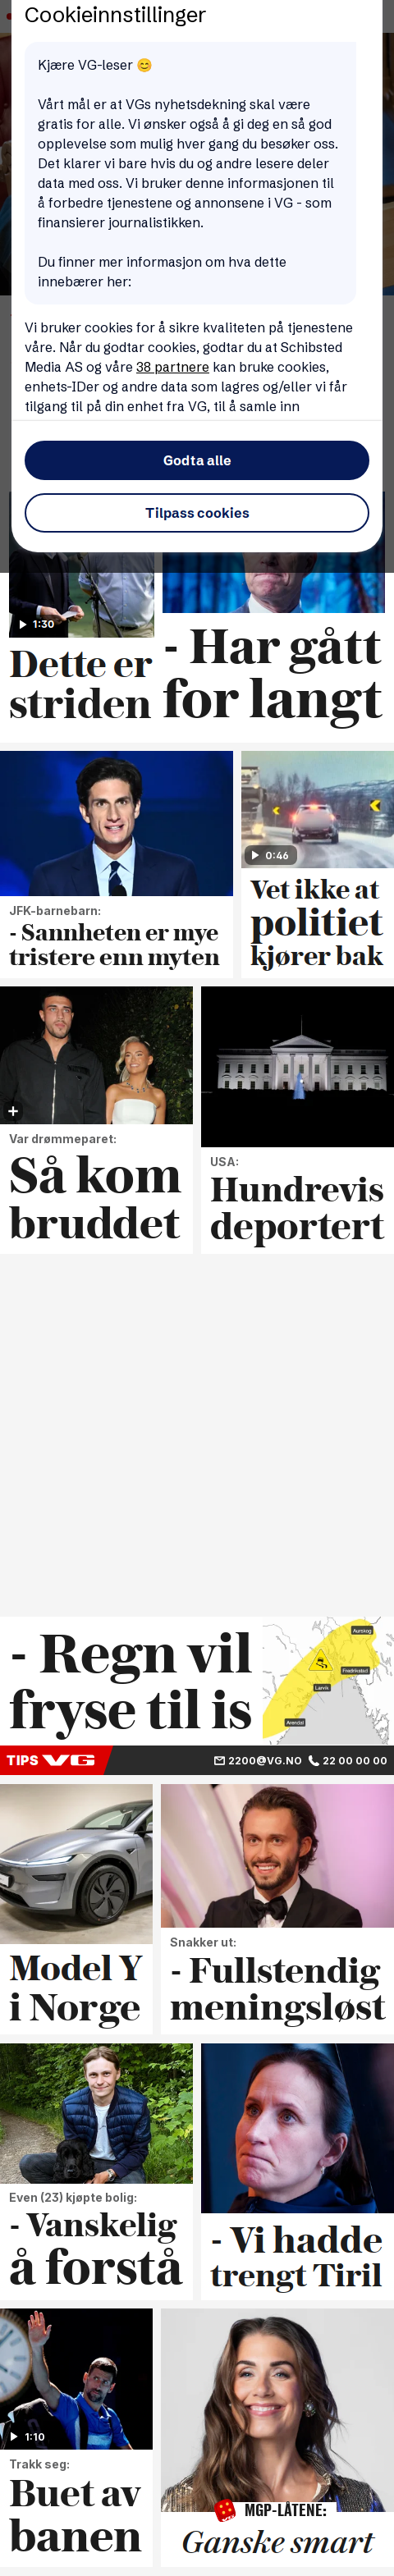 Cookieinnstillinger
Kjære VG-leser 😊
Vårt mål er at VGs nyhetsdekning skal være
gratis for alle. Vi ønsker også å gi deg en så god
opplevelse som mulig hver gang du besøker oss.
Det klarer vi bare hvis du og andre lesere deler
data med oss. Vi bruker denne informasjonen til
å forbedre tjenestene og annonsene i VG - som
finansierer journalistikken.
Du finner mer informasjon om hva dette
innebærer her:
Vi bruker cookies for å sikre kvaliteten på tjenestene
våre. Når du godtar cookies, godtar du at Schibsted
Media AS og våre 38 partnere kan bruke cookies,
enhets-IDer og andre data som lagres og/eller vi får
tilgang til på din enhet fra VG, til å samle inn
Godta alle
Tilpass cookies
1:30
Dette er
striden
- Har gått
for langt
JFK-barnebarn:
- Sannheten er mye
tristere enn myten
0:46
Vet ikke at
politiet
kjører bak
Var drømmeparet:
Så kom
bruddet
USA:
Hundrevis
deportert
- Regn vil
fryse til is
Aurskog
Fredrikstad
Larvik
Arendal
TIPS VG
2200@VG.NO 22 00 00 00
Model Y
i Norge
Snakker ut:
- Fullstendig
meningsløst
Even (23) kjøpte bolig:
- Vanskelig
å forstå
- Vi hadde
trengt Tiril
1:10
Trakk seg:
Buet av
banen
MGP-LÅTENE:
Ganske smart